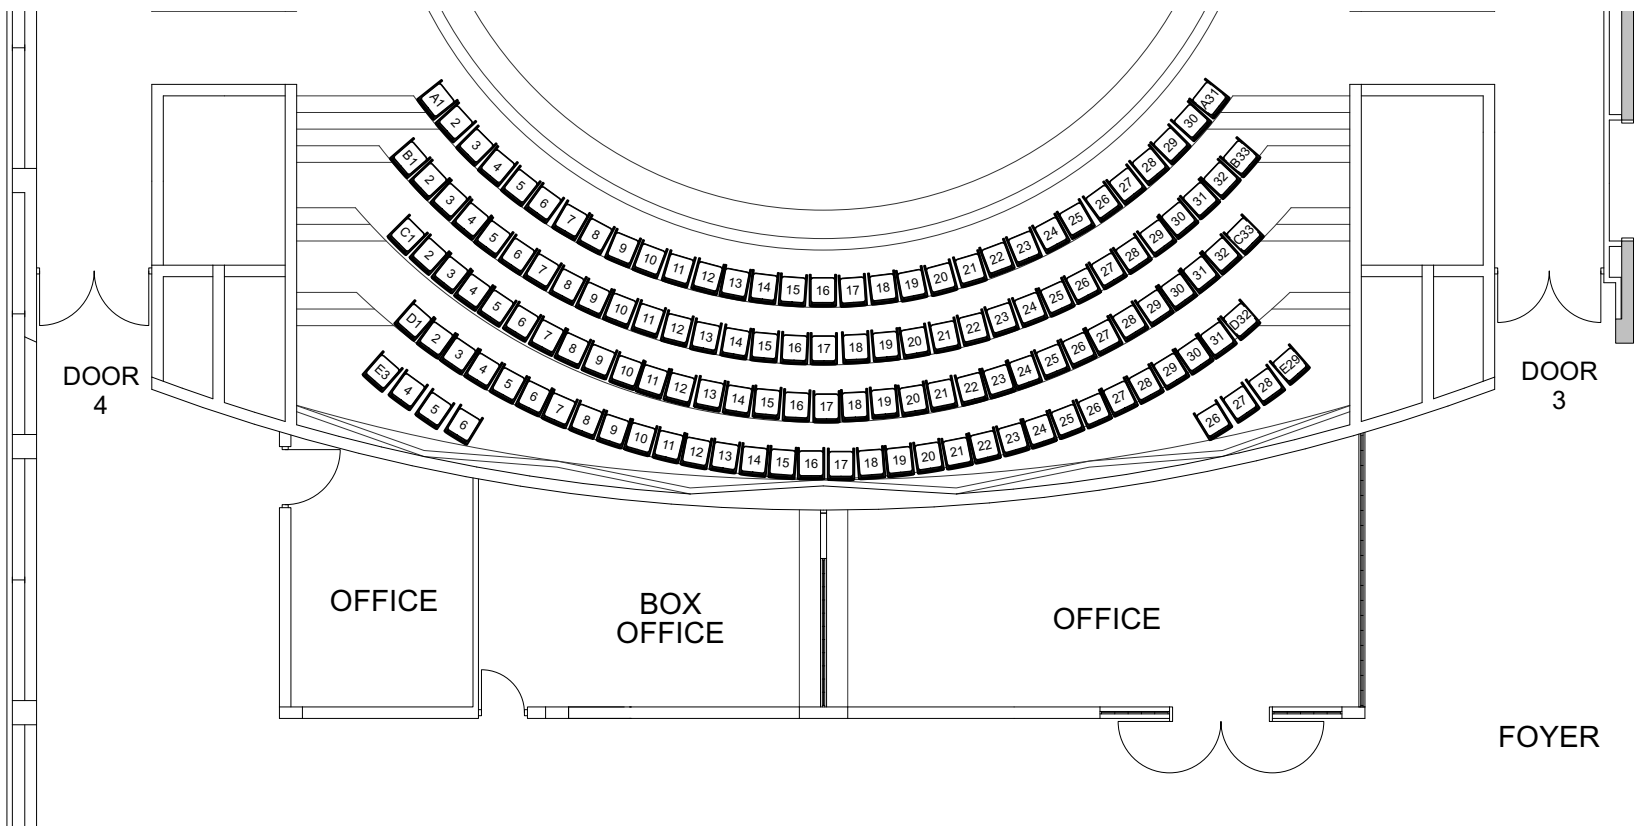 A1 2 3 4 5 6 7 8 9 10 11 12 13 14 15 16 17 18 19 20 21 22 23 24 25 26 27 28 29 30 A31
B1 2 3 4 5 6 7 8 9 10 11 12 13 14 15 16 17 18 19 20 21 22 23 24 25 26 27 28 29 30 31 32 B33
C1 2 3 4 5 6 7 8 9 10 11 12 13 14 15 16 17 18 19 20 21 22 23 24 25 26 27 28 29 30 31 32 C33
D1 2 3 4 5 6 7 8 9 10 11 12 13 14 15 16 17 18 19 20 21 22 23 24 25 26 27 28 29 30 31 D32
E3 4 5 6 26 27 28 E29
DOOR
4
DOOR
3
OFFICE
BOX
OFFICE
OFFICE
FOYER